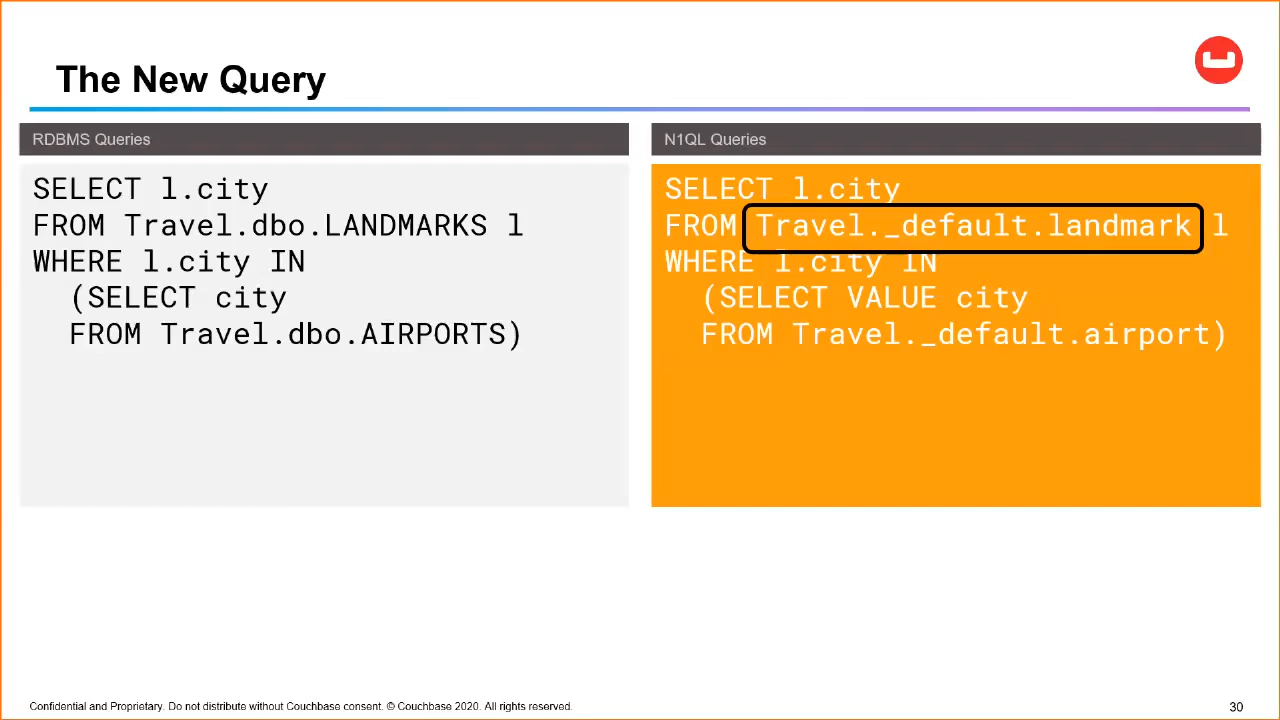 The New Query
RDBMS Queries
SELECT l.city
FROM Travel.dbo.LANDMARKS l
WHERE l.city IN
(SELECT city
FROM Travel.dbo.AIRPORTS)
N1QL Queries
SELECT l.city
FROM Travel._default.landmark l
WHERE l.city IN
(SELECT VALUE city
FROM Travel._default.airport)
Confidential and Proprietary. Do not distribute without Couchbase consent. © Couchbase 2020. All rights reserved.
30